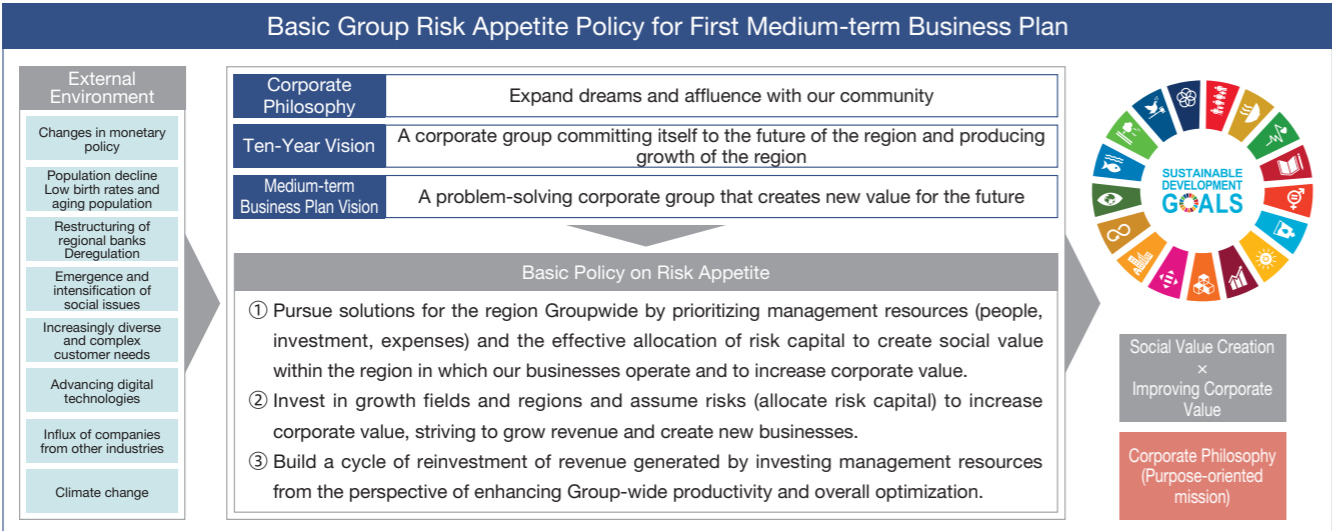 Basic Group Risk Appetite Policy for First Medium-term Business Plan
External
Environment
Changes in monetary
policy
Population decline
Low birth rates and
aging population
Restructuring of
regional banks
Deregulation
Emergence and
intensification of
social issues
Increasingly diverse
and complex
customer needs
Advancing digital
technologies
Influx of companies
from other industries
Climate change
Corporate
Philosophy
Expand dreams and affluence with our community
Ten-Year Vision
A corporate group committing itself to the future of the region and producing
growth of the region
Medium-term
Business Plan Vision
A problem-solving corporate group that creates new value for the future
Basic Policy on Risk Appetite
① Pursue solutions for the region Groupwide by prioritizing management resources (people,
investment, expenses) and the effective allocation of risk capital to create social value
within the region in which our businesses operate and to increase corporate value.
② Invest in growth fields and regions and assume risks (allocate risk capital) to increase
corporate value, striving to grow revenue and create new businesses.
③ Build a cycle of reinvestment of revenue generated by investing management resources
from the perspective of enhancing Group-wide productivity and overall optimization.
SUSTAINABLE
DEVELOPMENT
GOALS
Social Value Creation
×
Improving Corporate
Value
Corporate Philosophy
(Purpose-oriented
mission)